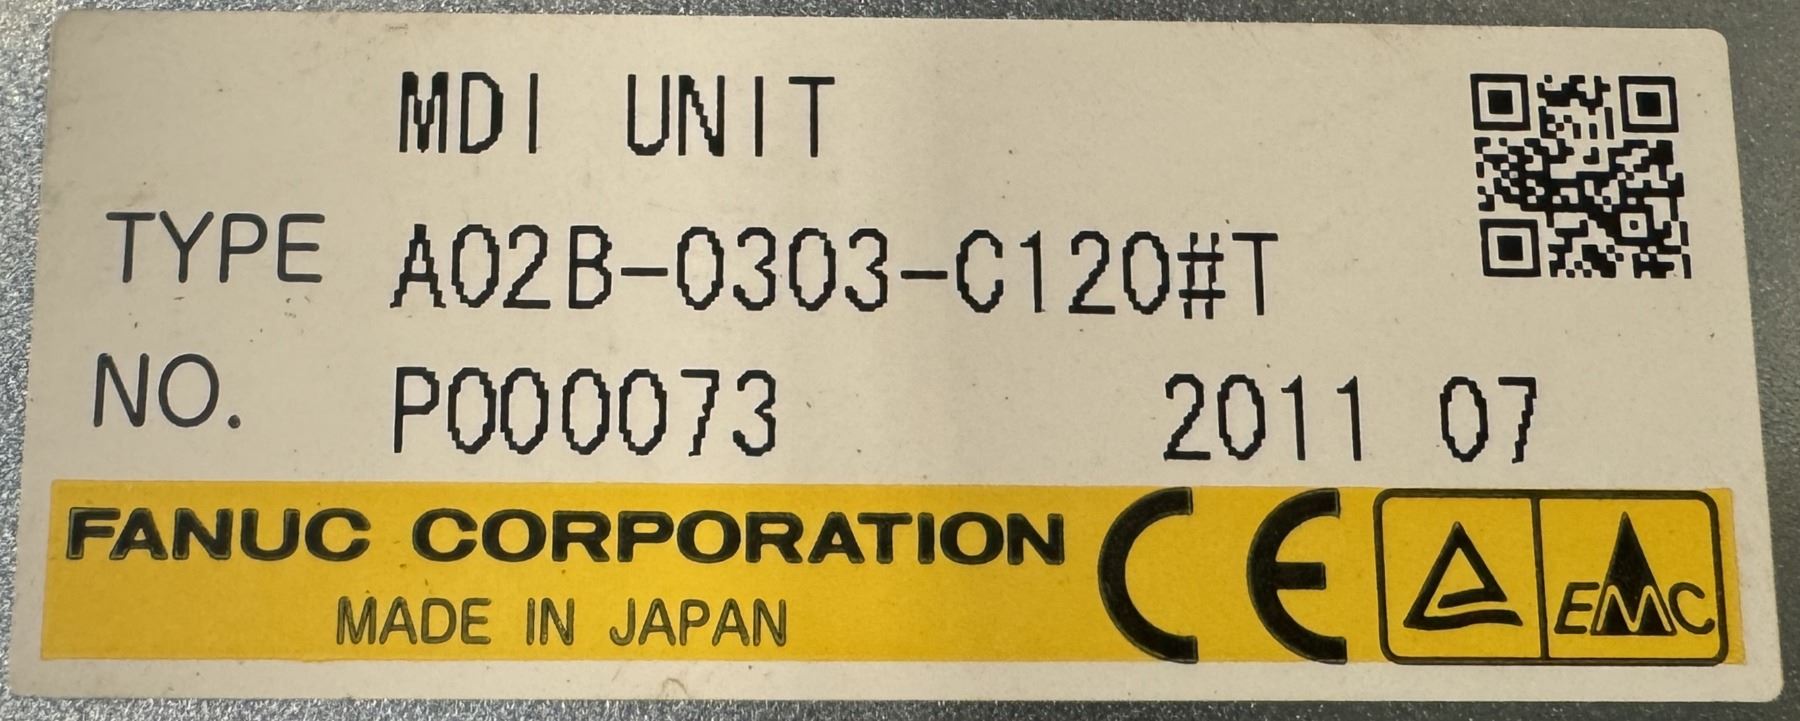 MDI UNIT
TYPE A02B-0303-C120#T
NO. P000073 2011 07
FANUC CORPORATION CE EMC
MADE IN JAPAN